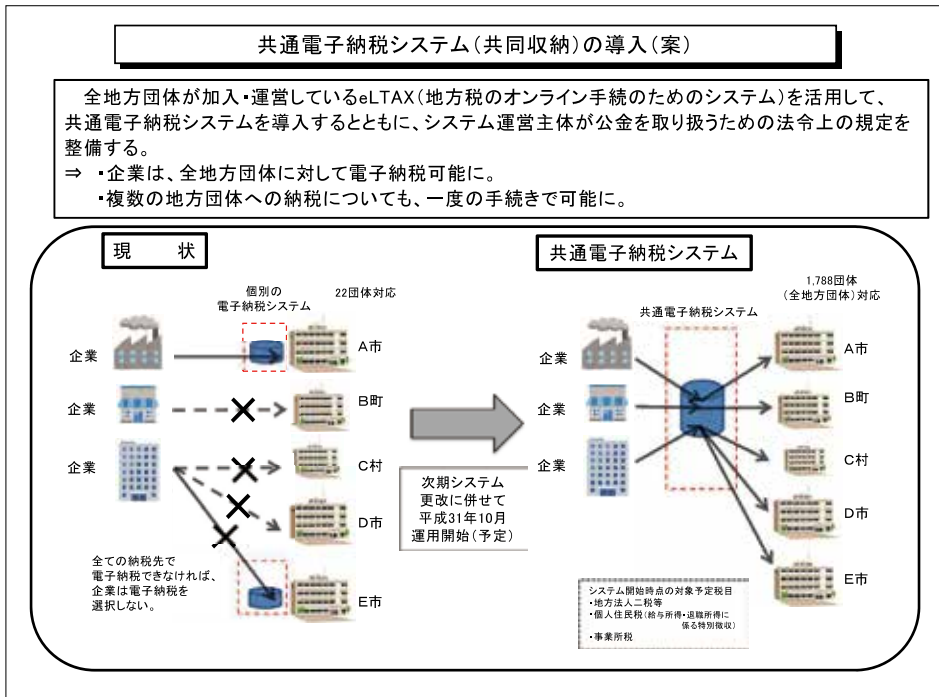 共通電子納税システム(共同収納)の導入(案)
全地方団体が加入・運営しているeLTAX(地方税のオンライン手続のためのシステム)を活用して、
共通電子納税システムを導入するとともに、システム運営主体が公金を取り扱うための法令上の規定を
整備する。
⇒ ・企業は、全地方団体に対して電子納税可能に。
・複数の地方団体への納税についても、一度の手続きで可能に。
現 状
個別の
電子納税システム
22団体対応
企業
A市
企業
B町
企業
C村
D市
E市
全ての納税先で
電子納税できなければ、
企業は電子納税を
選択しない。
次期システム
更改に併せて
平成31年10月
運用開始(予定)
共通電子納税システム
1,788団体
(全地方団体)対応
共通電子納税システム
企業
A市
企業
B町
企業
C村
D市
E市
システム開始時点の対象予定税目
・地方法人二税等
・個人住民税(給与所得・退職所得に
係る特別徴収)
・事業所税